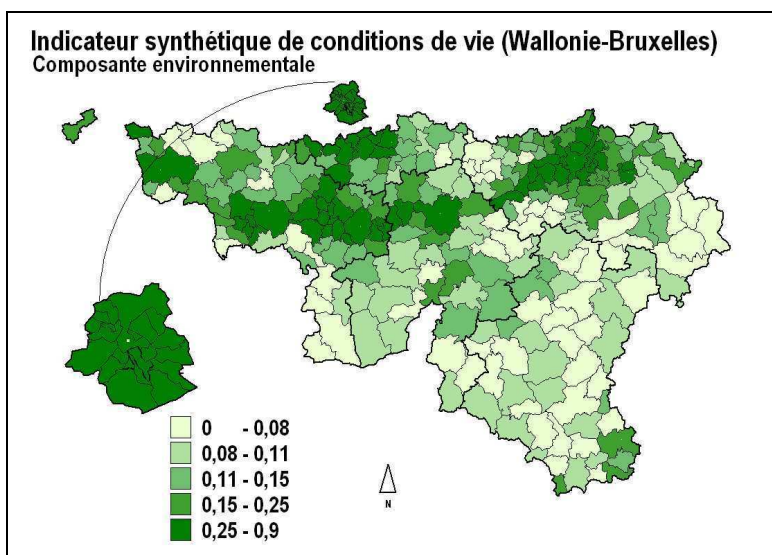 Indicateur synthétique de conditions de vie (Wallonie-Bruxelles)
Composante environnementale
0 - 0,08
0,08 - 0,11
0,11 - 0,15
0,15 - 0,25
0,25 - 0,9
N